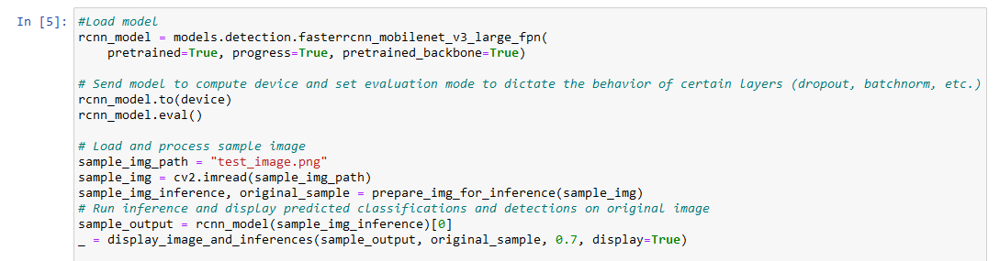 In [5]: #Load model
rcnn_model = models.detection.fasterrcnn_mobilenet_v3_large_fpn(
    pretrained=True, progress=True, pretrained_backbone=True)

# Send model to compute device and set evaluation mode to dictate the behavior of certain layers (dropout, batchnorm, etc.)
rcnn_model.to(device)
rcnn_model.eval()

# Load and process sample image
sample_img_path = "test_image.png"
sample_img = cv2.imread(sample_img_path)
sample_img_inference, original_sample = prepare_img_for_inference(sample_img)
# Run inference and display predicted classifications and detections on original image
sample_output = rcnn_model(sample_img_inference)[0]
_ = display_image_and_inferences(sample_output, original_sample, 0.7, display=True)